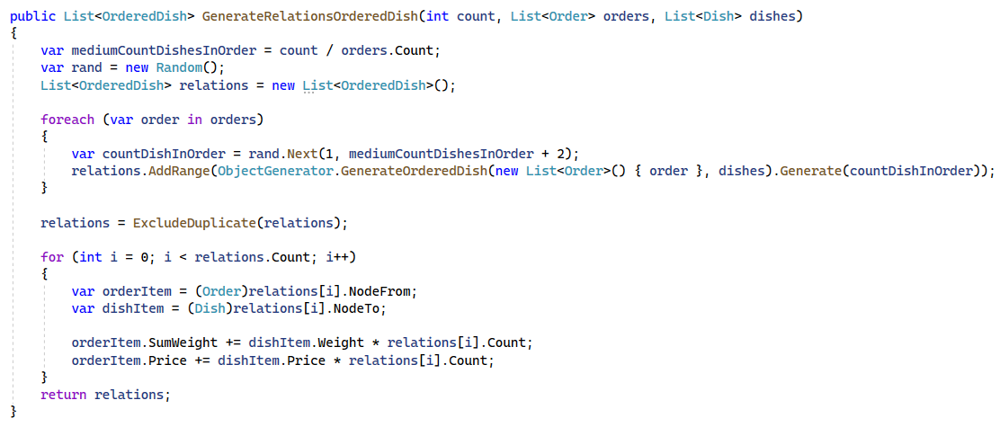 public List<OrderedDish> GenerateRelationsOrderedDish(int count, List<Order> orders, List<Dish> dishes)
{
    var mediumCountDishesInOrder = count / orders.Count;
    var rand = new Random();
    List<OrderedDish> relations = new List<OrderedDish>();

    foreach (var order in orders)
    {
        var countDishInOrder = rand.Next(1, mediumCountDishesInOrder + 2);
        relations.AddRange(ObjectGenerator.GenerateOrderedDish(new List<Order>() { order }, dishes).Generate(countDishInOrder));
    }

    relations = ExcludeDuplicate(relations);

    for (int i = 0; i < relations.Count; i++)
    {
        var orderItem = (Order)relations[i].NodeFrom;
        var dishItem = (Dish)relations[i].NodeTo;

        orderItem.SumWeight += dishItem.Weight * relations[i].Count;
        orderItem.Price += dishItem.Price * relations[i].Count;
    }
    return relations;
}